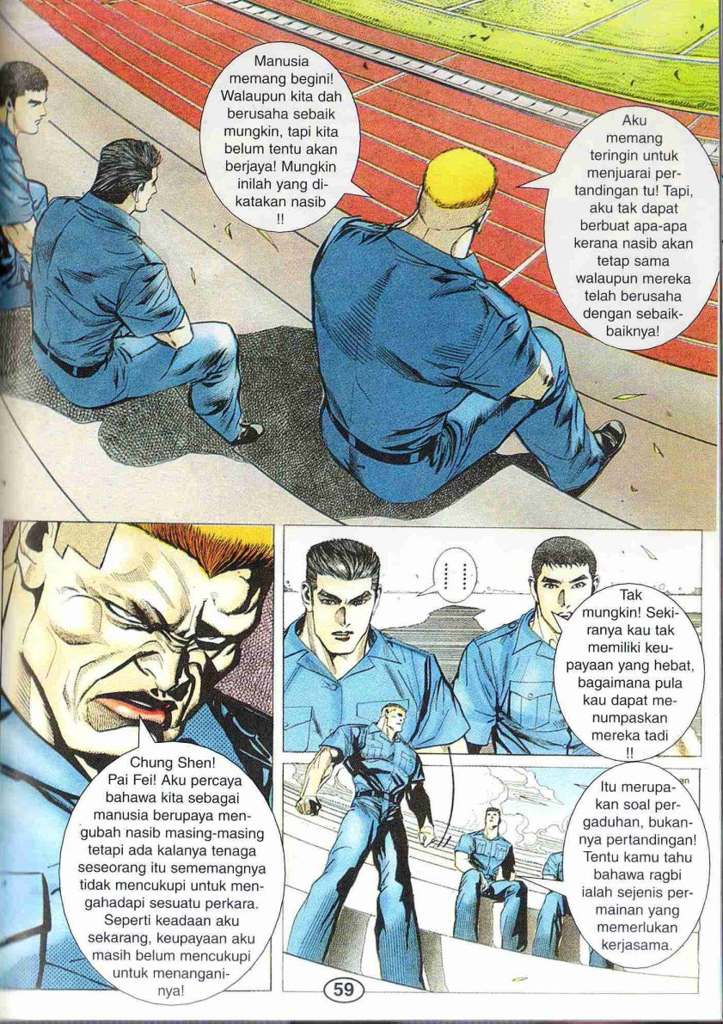 Manusia
memang begini!
Walaupun kita dah
berusaha sebaik
mungkin, tapi kita
belum tentu akan
berjaya! Mungkin
inilah yang di-
katakan nasib
!!
Aku
memang
teringin untuk
menjuarai per-
tandingan tu! Tapi,
aku tak dapat
berbuat apa-apa
kerana nasib akan
tetap sama
walaupun mereka
telah berusaha
dengan sebaik-
baiknya!
Chung Shen!
Pai Fei! Aku percaya
bahawa kita sebagai
manusia berupaya men-
gubah nasib masing-masing
tetapi ada kalanya tenaga
seseorang itu sememangnya
tidak mencukupi untuk men-
gahadapi sesuatu perkara.
Seperti keadaan aku
sekarang, keupayaan aku
masih belum mencukupi
untuk menangani-
nya!
Tak
mungkin! Seki-
ranya kau tak
memiliki keu-
payaan yang hebat,
bagaimana pula
kau dapat me-
numpaskan
mereka tadi
!!
Itu merupa-
kan soal per-
gaduhan, bukan-
nya pertandingan!
Tentu kamu tahu
bahawa ragbi
ialah sejenis per-
mainan yang
memerlukan
kerjasama.
59